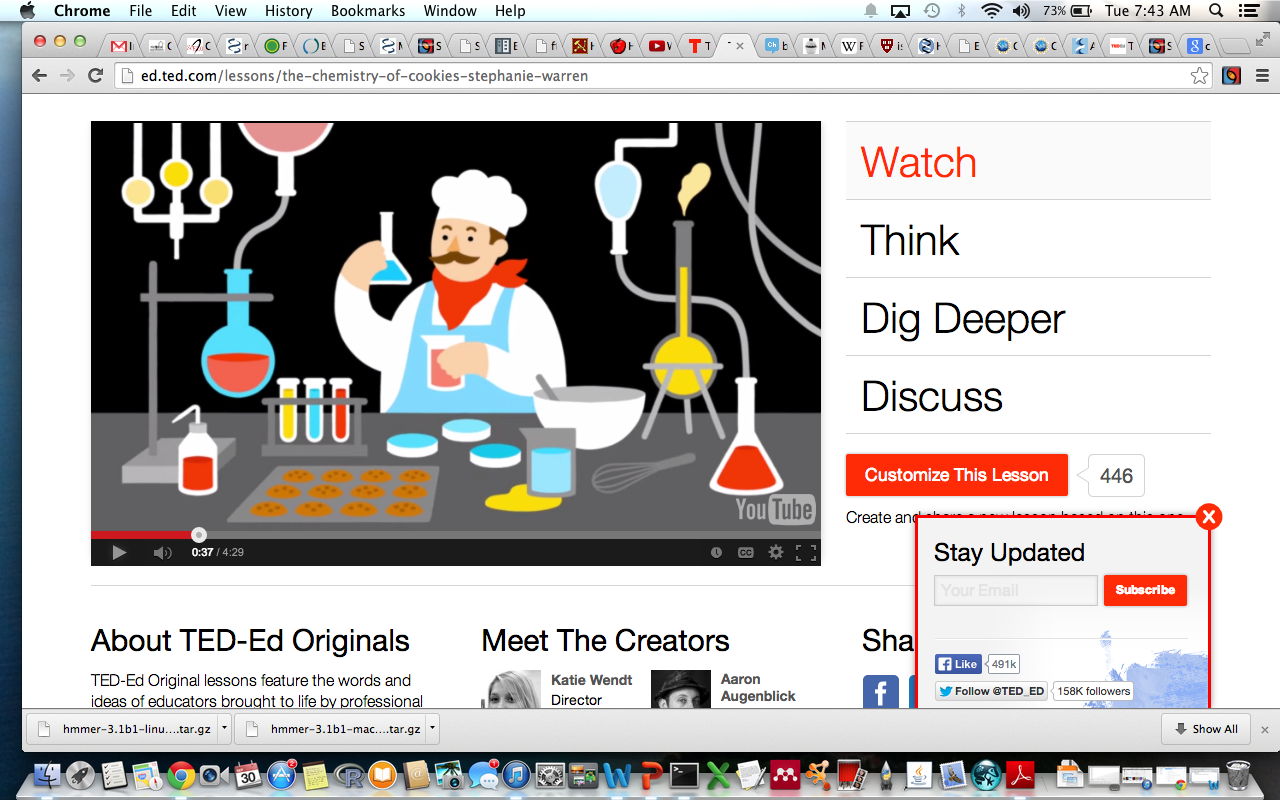 Chrome File Edit View History Bookmarks Window Help 73% Tue 7:43 AM
ed.ted.com/lessons/the-chemistry-of-cookies-stephanie-warren
Watch
Think
Dig Deeper
Discuss
Customize This Lesson 446
YouTube
0:37 / 4:29 CC
Stay Updated
Your Email Subscribe
Like 491k
Follow @TED_ED 158K followers
About TED-Ed Originals
TED-Ed Original lessons feature the words and
ideas of educators brought to life by professional
Meet The Creators
Katie Wendt
Director
Aaron
Augenblick
Sha
hmmer-3.1b1-linu....tar.gz hmmer-3.1b1-mac....tar.gz Show All
30